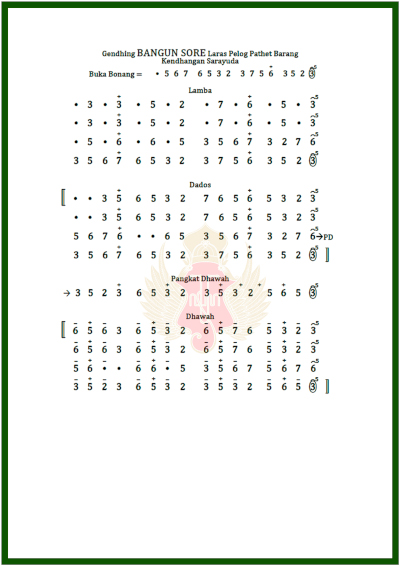 Gendhing BANGUN SORE Laras Pelog Pathet Barang
Kendhangan Sarayuda
Buka Bonang = • 5 6 7 6 5 3 2 3 7 5 6 3 5 2 3
Lamba
• 3 • 3 • 5 • 2 • 7 • 6 • 5 • 3
• 3 • 3 • 5 • 2 • 7 • 6 • 5 • 3
• 5 • 6 • 6 • 5 3 5 6 7 3 2 7 6
3 5 6 7 6 5 3 2 3 7 5 6 3 5 2 3
Dados
[ • • 3 5 6 5 3 2 7 6 5 6 5 3 2 3
• • 3 5 6 5 3 2 7 6 5 6 5 3 2 3
5 6 7 6 • • 6 5 3 5 6 7 3 2 7 6 →PD
3 5 6 7 6 5 3 2 3 7 5 6 3 5 2 3 ]
Pangkat Dhawah
→ 3 5 2 3 6 5 3 2 3 5 3 2 5 6 5 3
Dhawah
[ 6 5 6 3 6 5 3 2 6 5 7 6 5 3 2 3
6 5 6 3 6 5 3 2 6 5 7 6 5 3 2 3
5 6 • • 6 6 • 5 3 5 6 7 5 6 7 6
3 5 2 3 6 5 3 2 3 5 3 2 5 6 5 3 ]